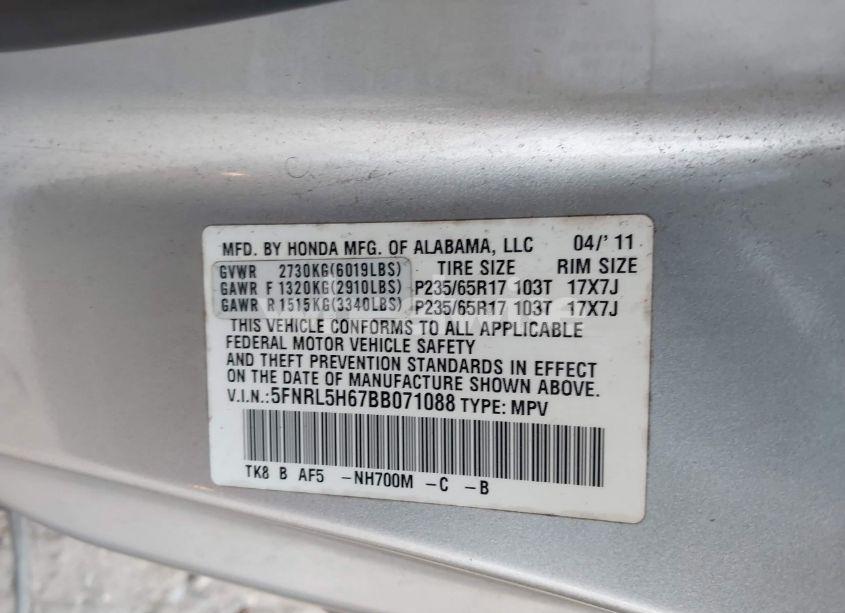 MFD. BY HONDA MFG. OF ALABAMA, LLC 04/'11
GVWR 2730KG(6019LBS) TIRE SIZE RIM SIZE
GAWR F 1320KG(2910LBS) P235/65R17 103T 17X7J
GAWR R 1515KG(3340LBS) P235/65R17 103T 17X7J
THIS VEHICLE CONFORMS TO ALL APPLICABLE
FEDERAL MOTOR VEHICLE SAFETY
AND THEFT PREVENTION STANDARDS IN EFFECT
ON THE DATE OF MANUFACTURE SHOWN ABOVE.
V.I.N.:5FNRL5H67BB071088 TYPE: MPV
TK8 B AF5 -NH700M -C -B